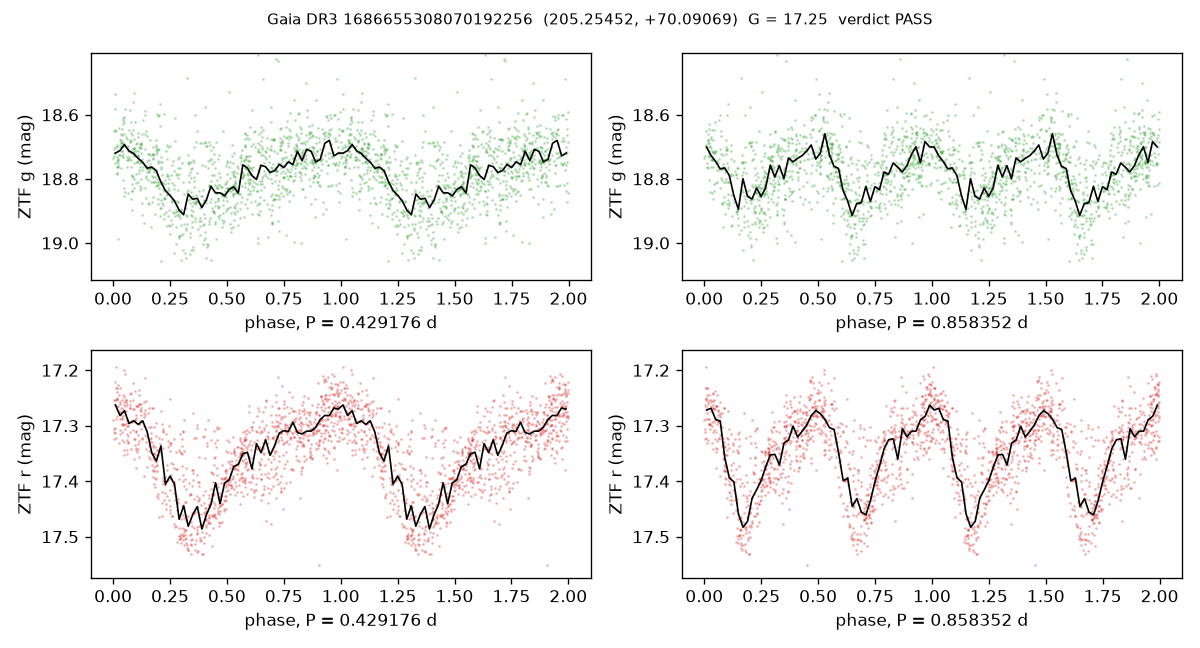 Gaia DR3 1686655308070192256 (205.25452, +70.09069) G = 17.25 verdict PASS
ZTF g (mag)
18.6
18.8
19.0
0.00 0.25 0.50 0.75 1.00 1.25 1.50 1.75 2.00
phase, P = 0.429176 d
ZTF g (mag)
18.6
18.8
19.0
0.00 0.25 0.50 0.75 1.00 1.25 1.50 1.75 2.00
phase, P = 0.858352 d
ZTF r (mag)
17.2
17.3
17.4
17.5
0.00 0.25 0.50 0.75 1.00 1.25 1.50 1.75 2.00
phase, P = 0.429176 d
ZTF r (mag)
17.2
17.3
17.4
17.5
0.00 0.25 0.50 0.75 1.00 1.25 1.50 1.75 2.00
phase, P = 0.858352 d